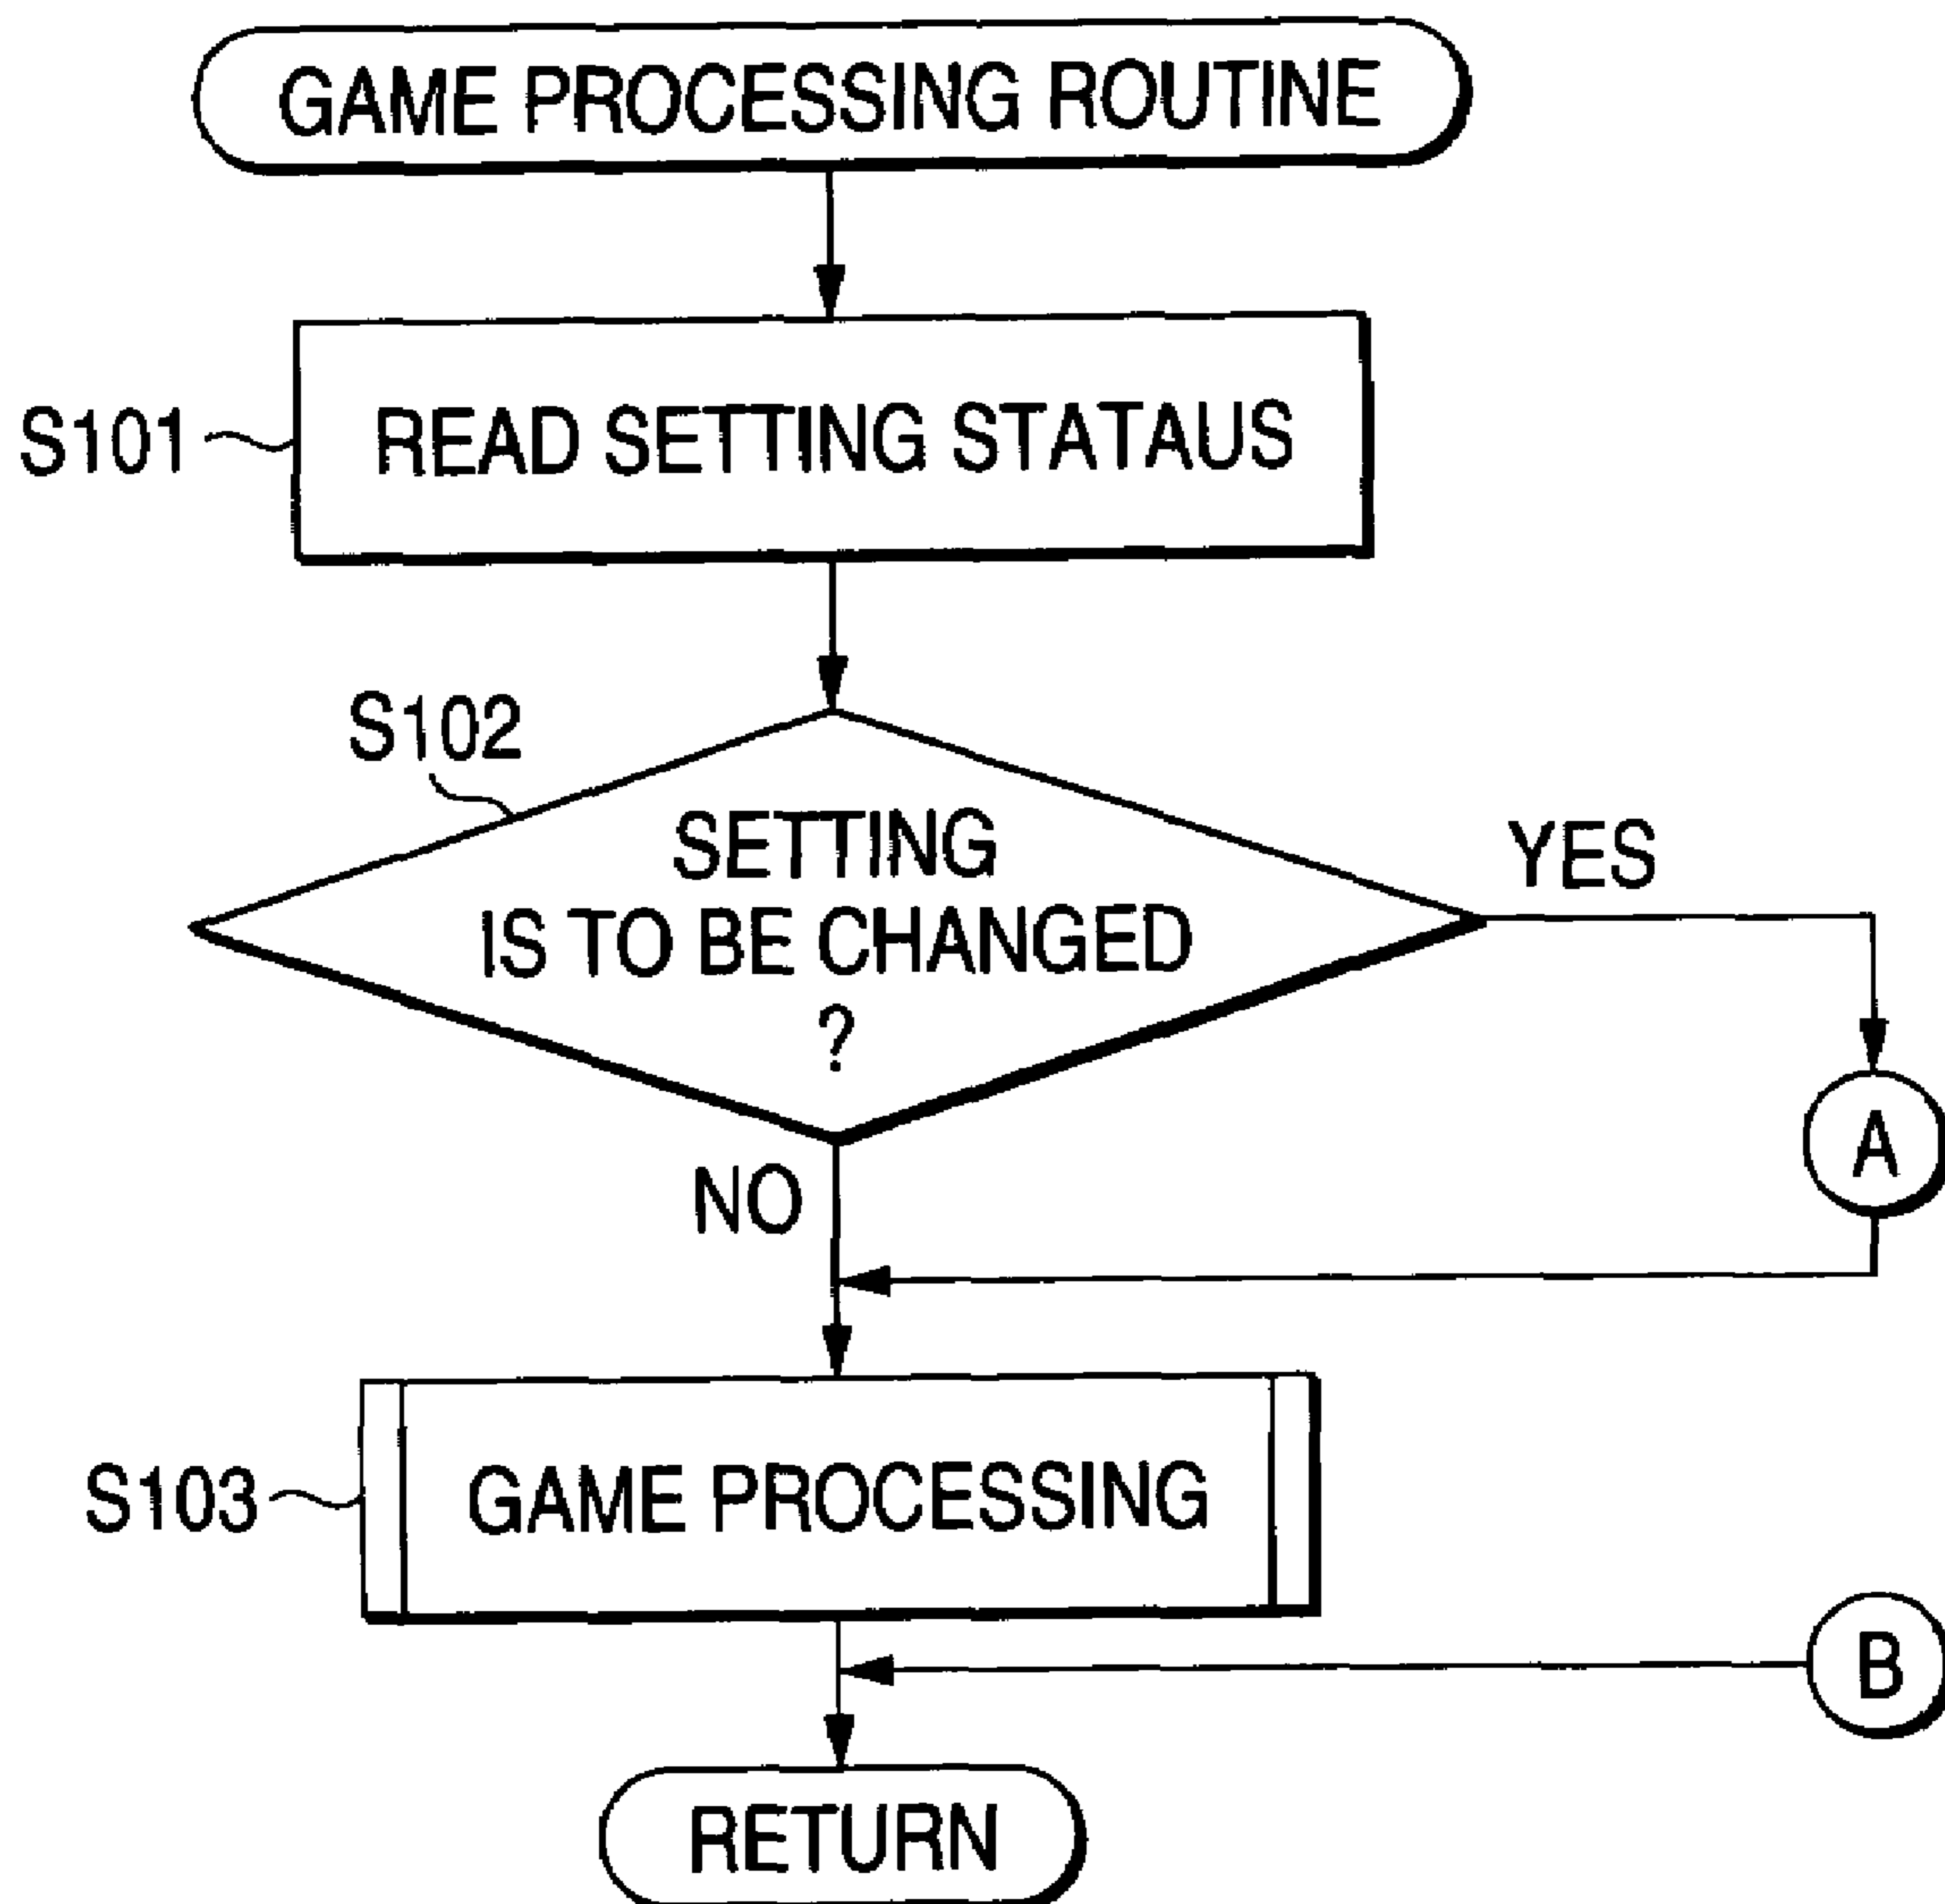 GAME PROCESSING ROUTINE
S101
READ SETTING STATAUS
S102
SETTING
IS TO BE CHANGED
?
YES
A
NO
S103
GAME PROCESSING
B
RETURN